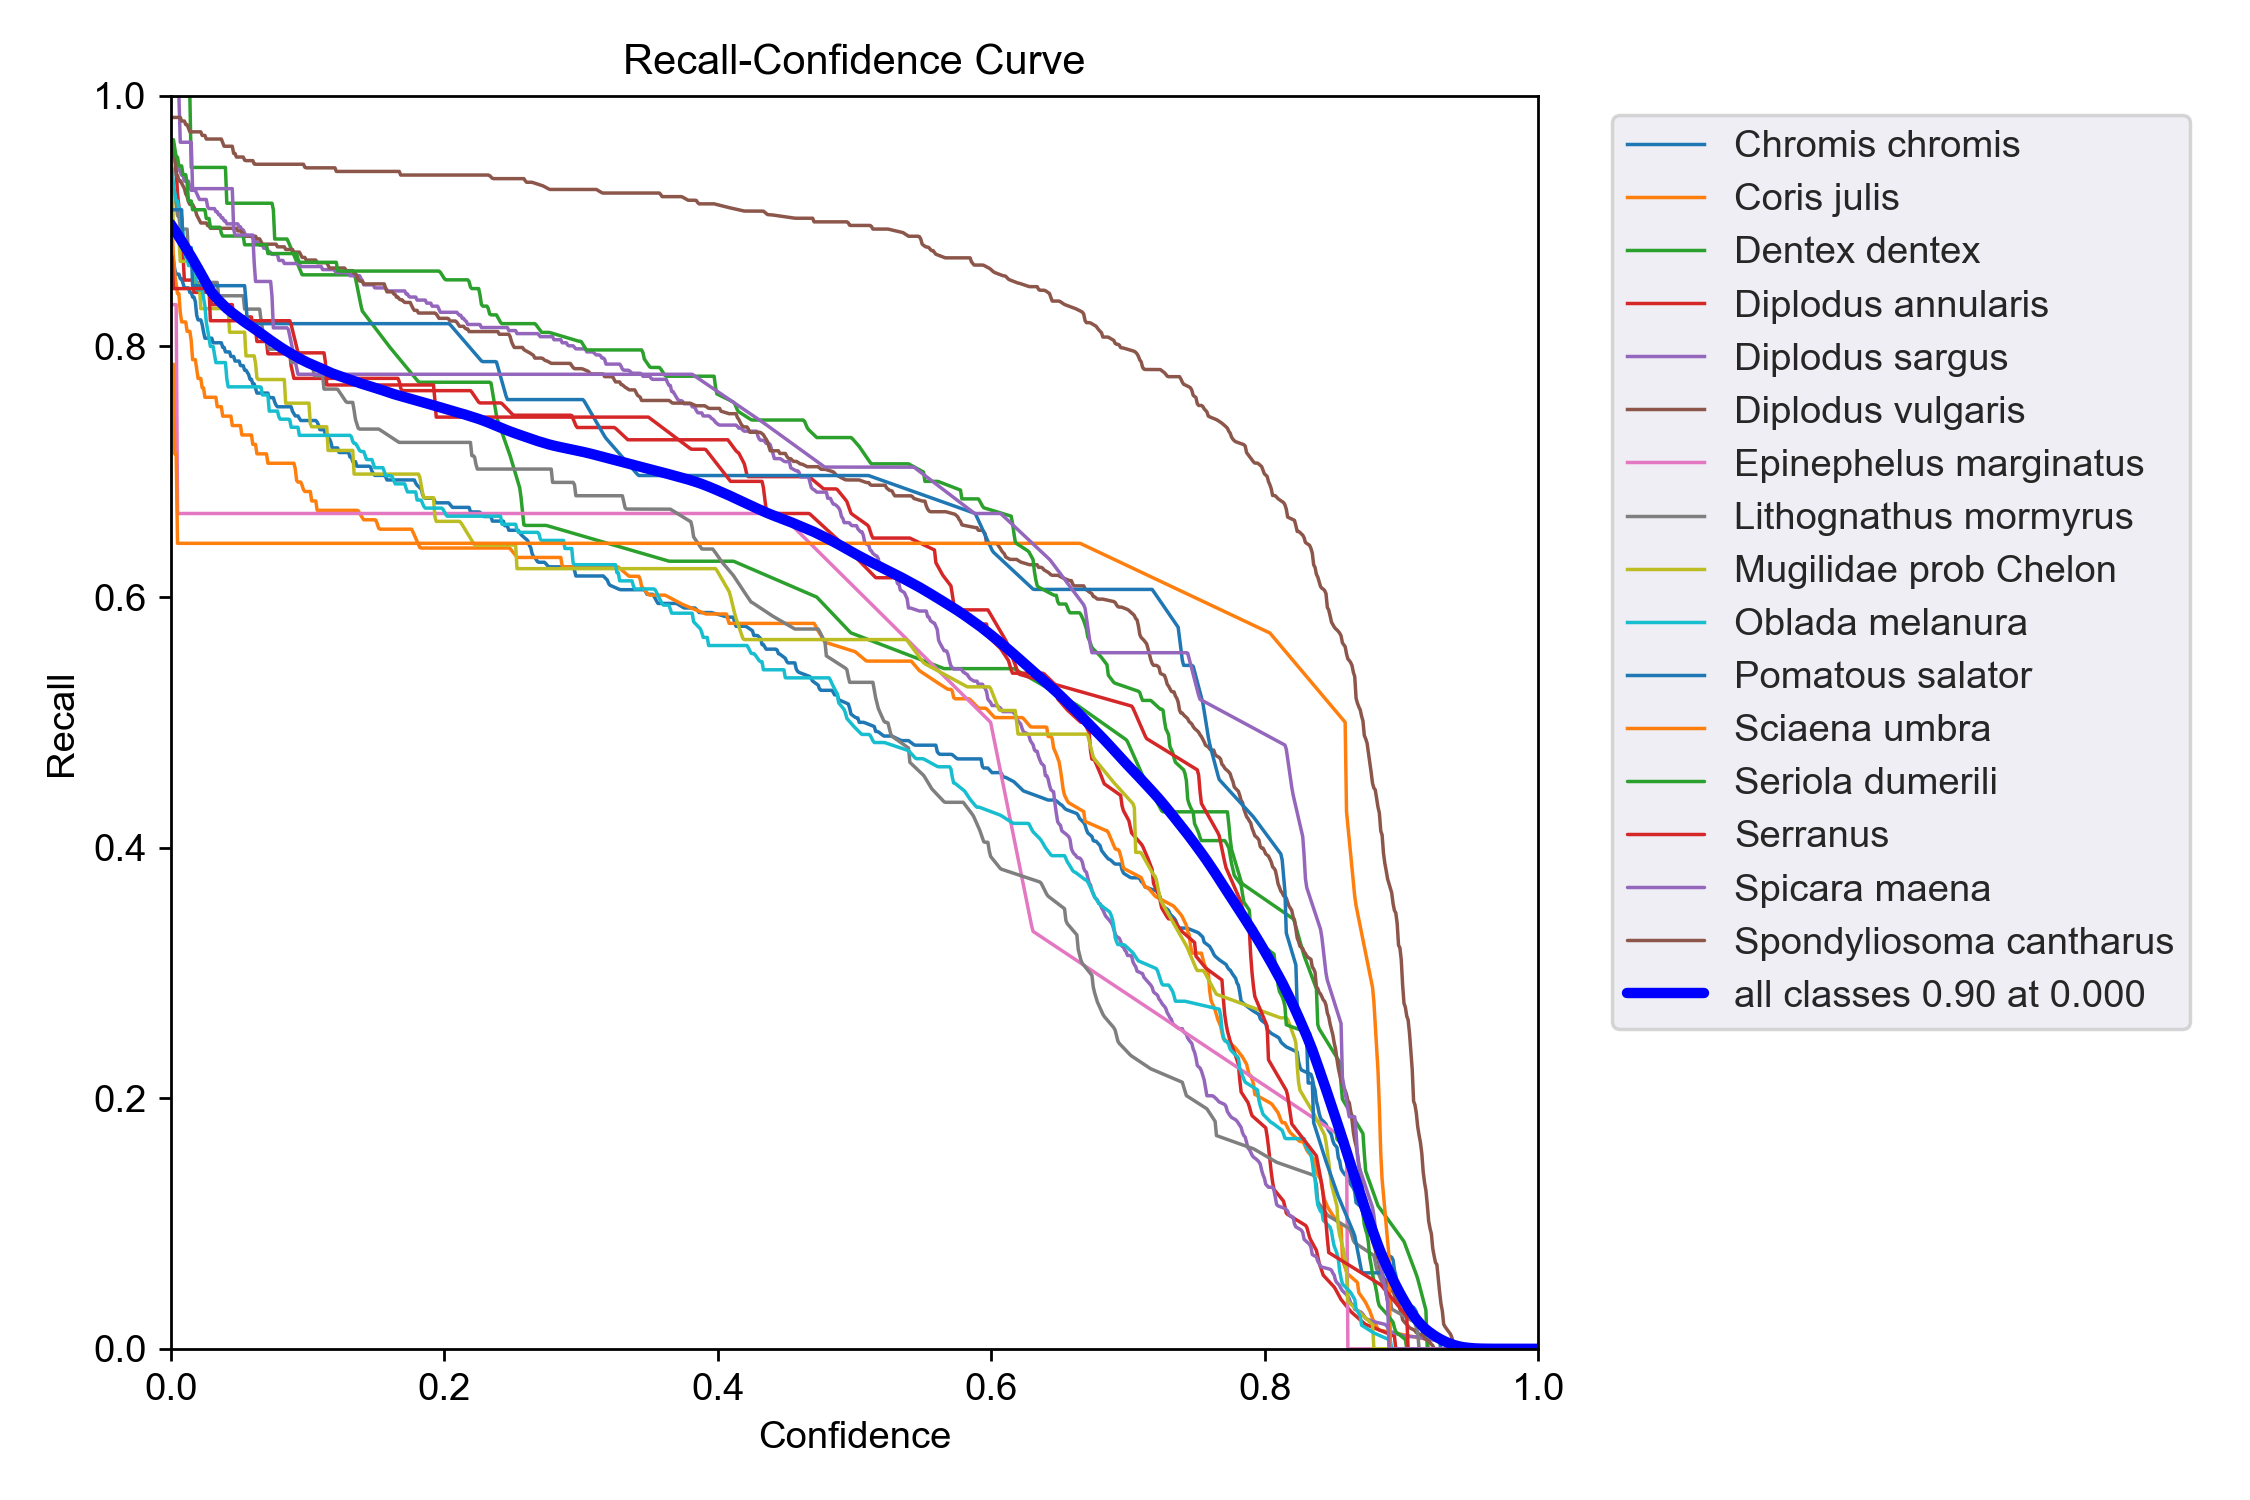 Recall-Confidence Curve
1.0
0.8
0.6
0.4
0.2
0.0
Recall
0.0 0.2 0.4 0.6 0.8 1.0
Confidence
Chromis chromis
Coris julis
Dentex dentex
Diplodus annularis
Diplodus sargus
Diplodus vulgaris
Epinephelus marginatus
Lithognathus mormyrus
Mugilidae prob Chelon
Oblada melanura
Pomatous salator
Sciaena umbra
Seriola dumerili
Serranus
Spicara maena
Spondyliosoma cantharus
all classes 0.90 at 0.000